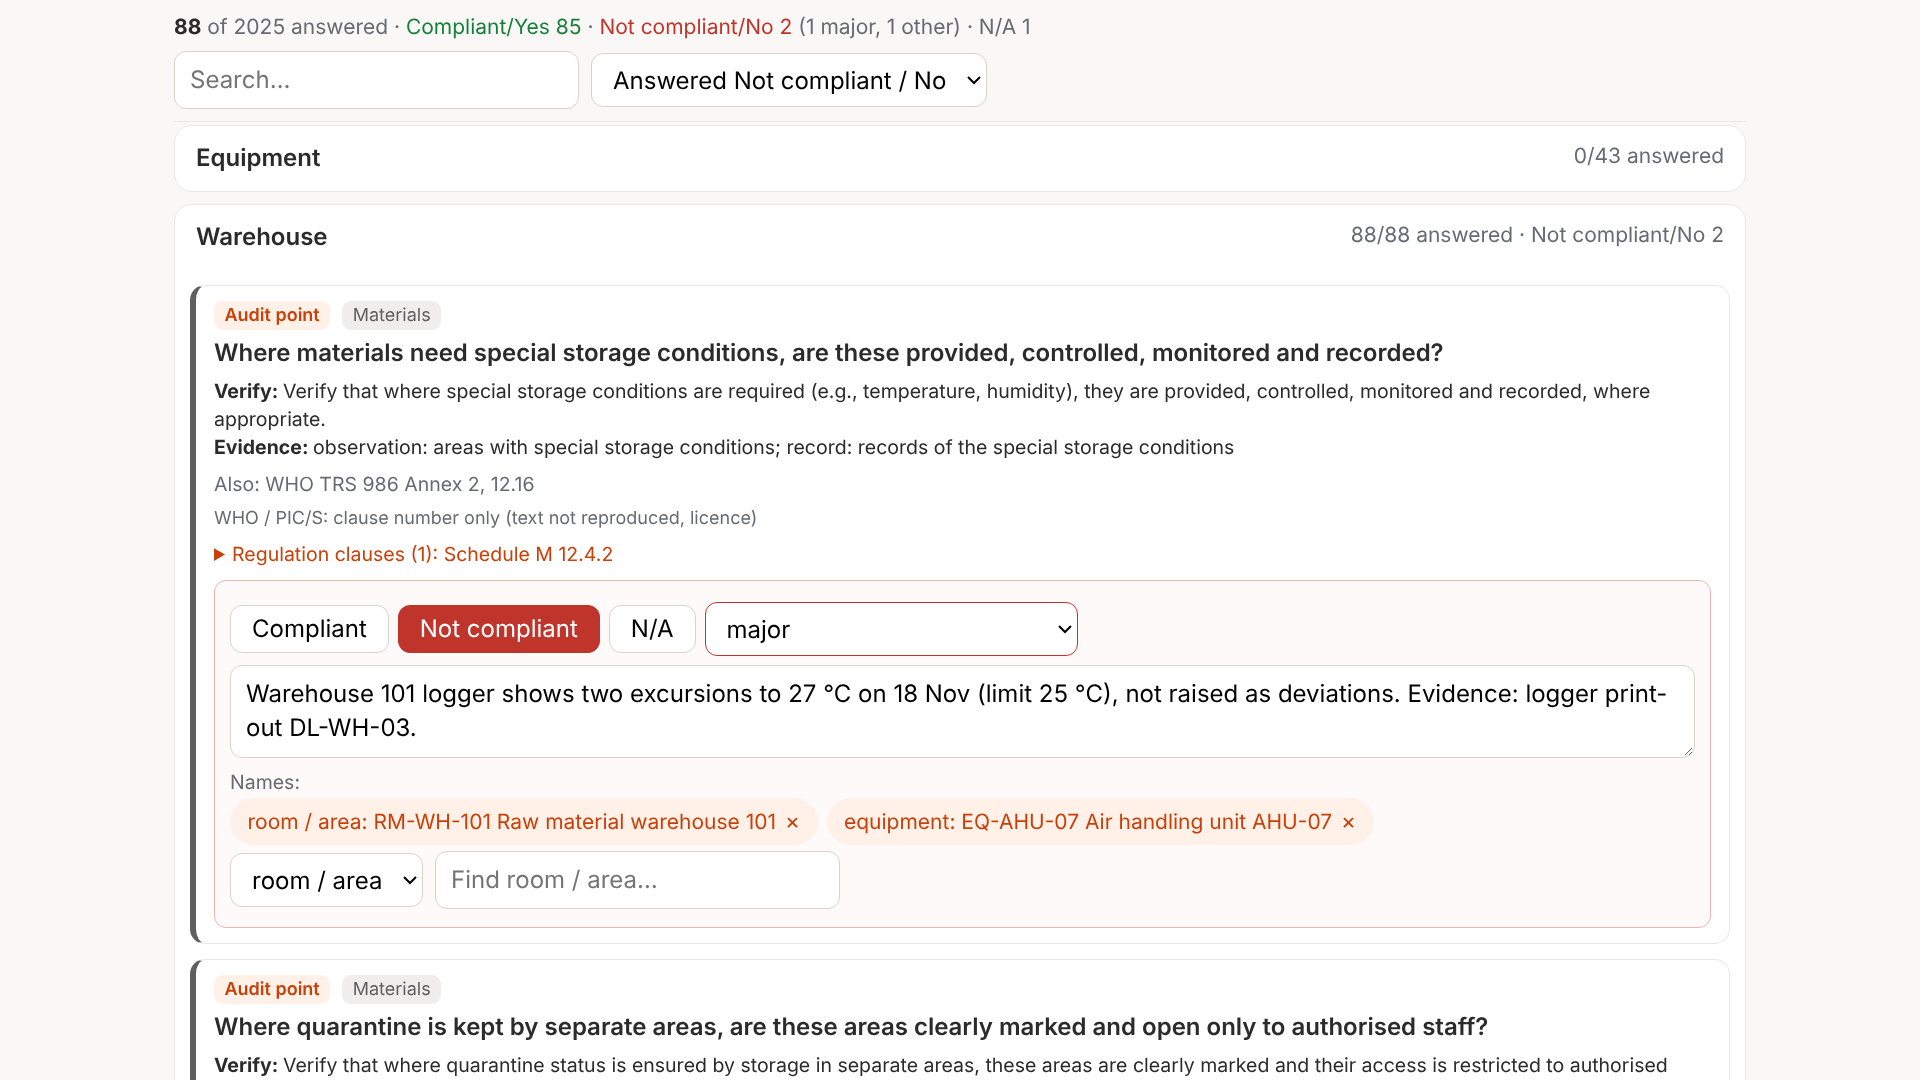 88 of 2025 answered · Compliant/Yes 85 · Not compliant/No 2 (1 major, 1 other) · N/A 1
Search...
Answered Not compliant / No
Equipment
0/43 answered
Warehouse
88/88 answered · Not compliant/No 2
Audit point
Materials
Where materials need special storage conditions, are these provided, controlled, monitored and recorded?
Verify: Verify that where special storage conditions are required (e.g., temperature, humidity), they are provided, controlled, monitored and recorded, where
appropriate.
Evidence: observation: areas with special storage conditions; record: records of the special storage conditions
Also: WHO TRS 986 Annex 2, 12.16
WHO / PIC/S: clause number only (text not reproduced, licence)
Regulation clauses (1): Schedule M 12.4.2
Compliant
Not compliant
N/A
major
Warehouse 101 logger shows two excursions to 27 °C on 18 Nov (limit 25 °C), not raised as deviations. Evidence: logger print-
out DL-WH-03.
Names:
room / area: RM-WH-101 Raw material warehouse 101 ×
equipment: EQ-AHU-07 Air handling unit AHU-07 ×
room / area
Find room / area...
Audit point
Materials
Where quarantine is kept by separate areas, are these areas clearly marked and open only to authorised staff?
Verify: Verify that where quarantine status is ensured by storage in separate areas, these areas are clearly marked and their access is restricted to authorised